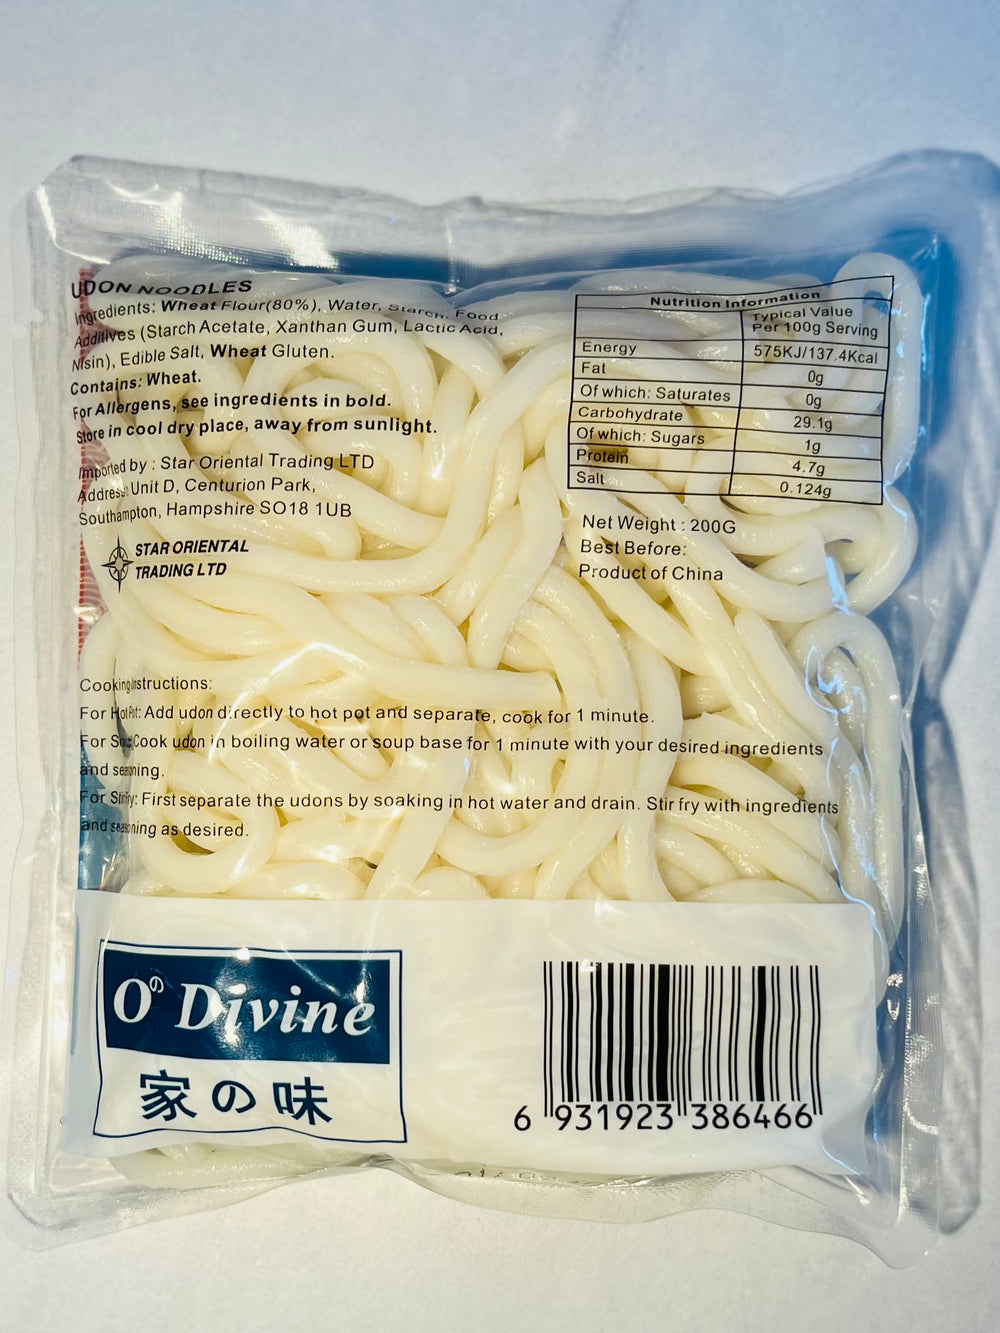 UDON NOODLES
Ingredients: Wheat Flour(80%), Water, Starch, Food
Additives (Starch Acetate, Xanthan Gum, Lactic Acid,
Nisin), Edible Salt, Wheat Gluten.
Contains: Wheat.
For Allergens, see ingredients in bold.
Store in cool dry place, away from sunlight.
Imported by : Star Oriental Trading LTD
Address: Unit D, Centurion Park,
Southampton, Hampshire SO18 1UB
STAR ORIENTAL
TRADING LTD
Nutrition Information
Typical Value
Per 100g Serving
Energy 575KJ/137.4Kcal
Fat 0g
Of which: Saturates 0g
Carbohydrate 29.1g
Of which: Sugars 1g
Protein 4.7g
Salt 0.124g
Net Weight : 200G
Best Before:
Product of China
Cooking Instructions:
For Hot Pot: Add udon directly to hot pot and separate, cook for 1 minute.
For Soup: Cook udon in boiling water or soup base for 1 minute with your desired ingredients
and seasoning.
For Stir Fry: First separate the udons by soaking in hot water and drain. Stir fry with ingredients
and seasoning as desired.
Oの Divine
家の味
6 931923 386466